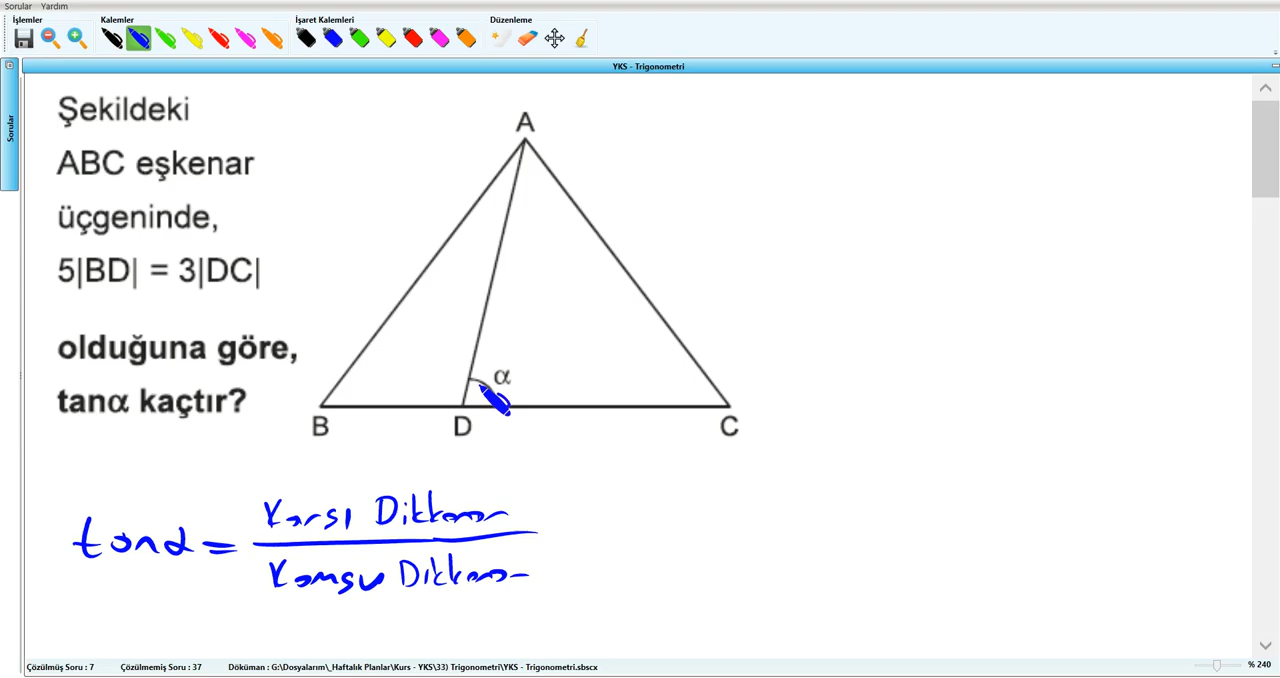 Sorular Yardım
İşlemler Kalemler İşaret Kalemleri Düzenleme
YKS - Trigonometri
Sorular
Şekildeki
ABC eşkenar
üçgeninde,
5|BD| = 3|DC|
olduğuna göre,
tanα kaçtır?
A
α
B D C
tanα = Karşı Dikkenar
Komşu Dikkenar
Çözülmüş Soru : 7 Çözülmemiş Soru : 37 Döküman : G:\Dosyalarım\_Haftalık Planlar\Kurs - YKS\33) Trigonometri\YKS - Trigonometri.sbscx % 240